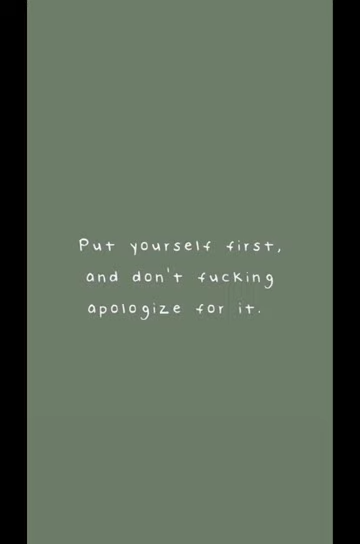 Put yourself first,
and don't fucking
apologize for it.